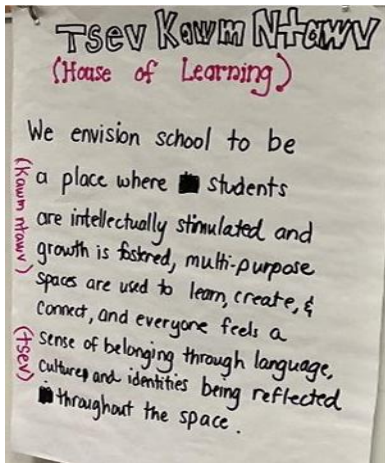 Tsev Kawm Ntawv
(House of Learning)
We envision school to be
a place where students
are intellectually stimulated and
growth is fostered, multi-purpose
spaces are used to learn, create, &
connect, and everyone feels a
sense of belonging through language,
culture, and identities being reflected
throughout the space.
(kawm ntawv)
(tsev)